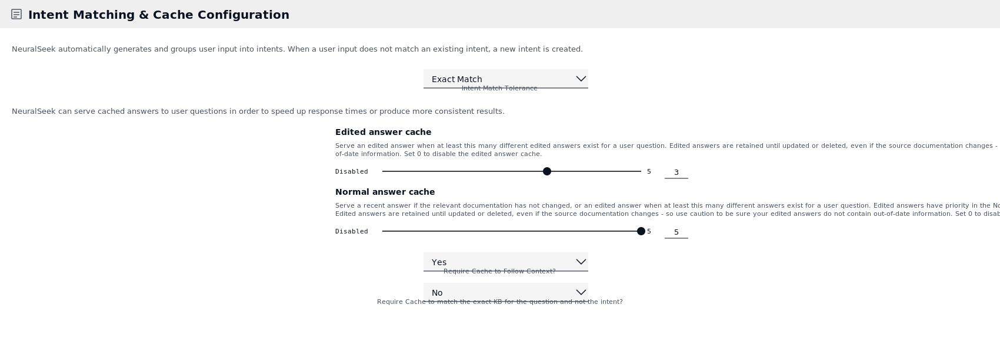 Intent Matching & Cache Configuration
NeuralSeek automatically generates and groups user input into intents. When a user input does not match an existing intent, a new intent is created.
Exact Match
Intent Match Tolerance
NeuralSeek can serve cached answers to user questions in order to speed up response times or produce more consistent results.
Edited answer cache
Serve an edited answer when at least this many different edited answers exist for a user question. Edited answers are retained until updated or deleted, even if the source documentation changes -
of-date information. Set 0 to disable the edited answer cache.
Disabled 5 3
Normal answer cache
Serve a recent answer if the relevant documentation has not changed, or an edited answer when at least this many different answers exist for a user question. Edited answers have priority in the
Edited answers are retained until updated or deleted, even if the source documentation changes - so use caution to be sure your edited answers do not contain out-of-date information. Set 0 to
Disabled 5 5
Yes
Require Cache to Follow Context?
No
Require Cache to match the exact KB for the question and not the intent?